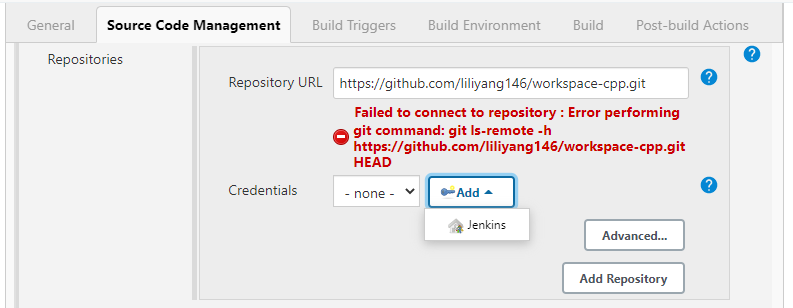 General Source Code Management Build Triggers Build Environment Build Post-build Actions
Repositories
Repository URL https://github.com/liliyang146/workspace-cpp.git
Failed to connect to repository : Error performing
git command: git ls-remote -h
https://github.com/liliyang146/workspace-cpp.git
HEAD
Credentials - none - Add
Jenkins
Advanced...
Add Repository